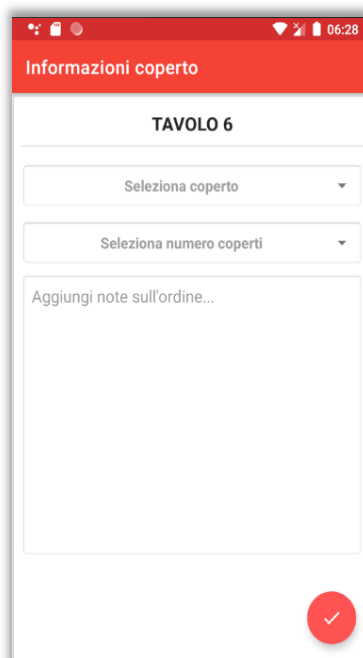 06:28
Informazioni coperto
TAVOLO 6
Seleziona coperto
Seleziona numero coperti
Aggiungi note sull'ordine...